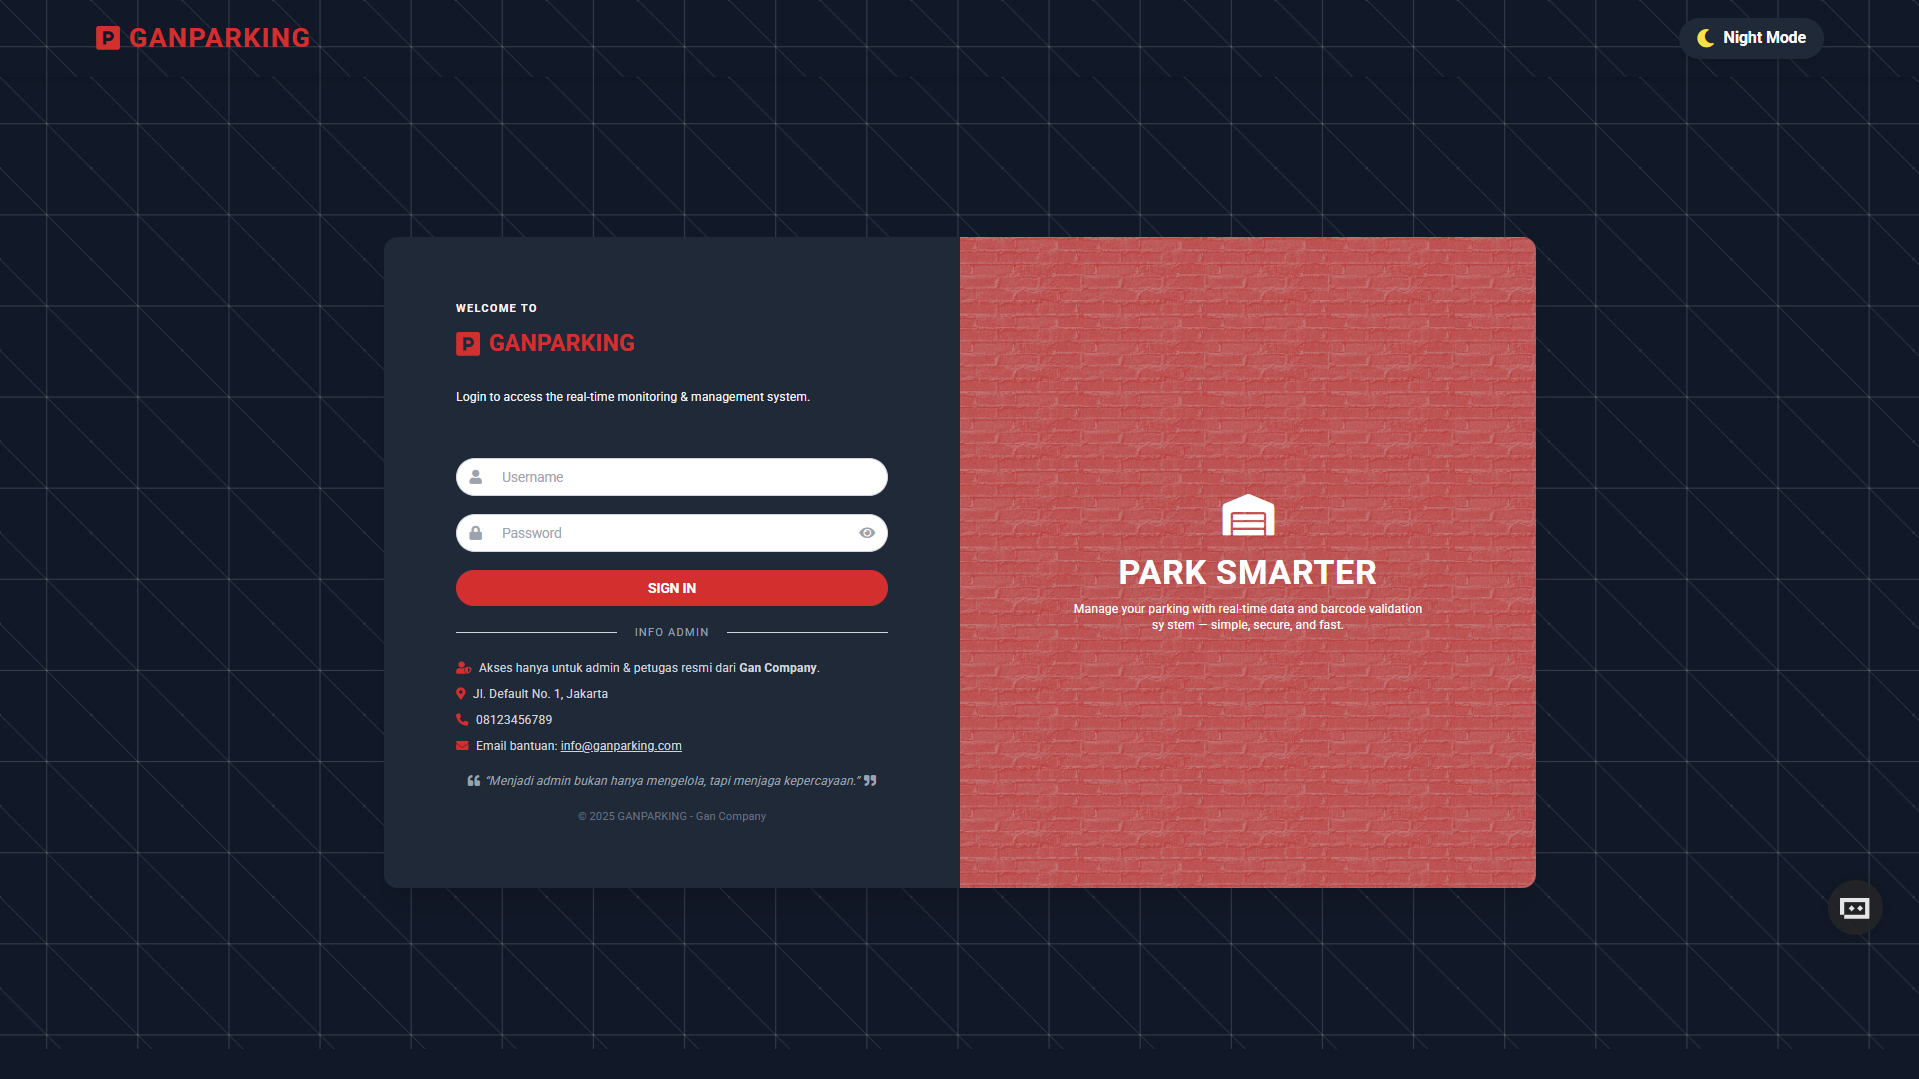 GANPARKING
Night Mode
WELCOME TO
GANPARKING
Login to access the real-time monitoring & management system.
Username
Password
SIGN IN
INFO ADMIN
Akses hanya untuk admin & petugas resmi dari Gan Company.
Jl. Default No. 1, Jakarta
08123456789
Email bantuan: info@ganparking.com
“Menjadi admin bukan hanya mengelola, tapi menjaga kepercayaan.”
© 2025 GANPARKING - Gan Company
PARK SMARTER
Manage your parking with real-time data and barcode validation
sy stem — simple, secure, and fast.